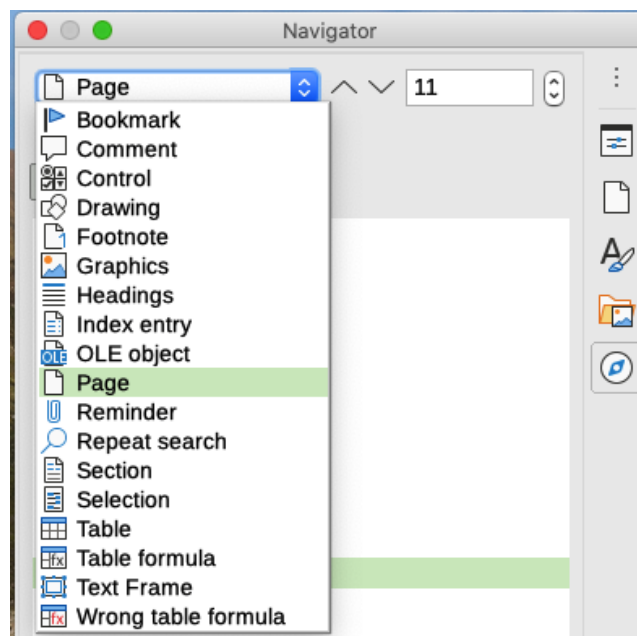 Navigator
Page 11
Bookmark
Comment
Control
Drawing
Footnote
Graphics
Headings
Index entry
OLE object
Page
Reminder
Repeat search
Section
Selection
Table
Table formula
Text Frame
Wrong table formula